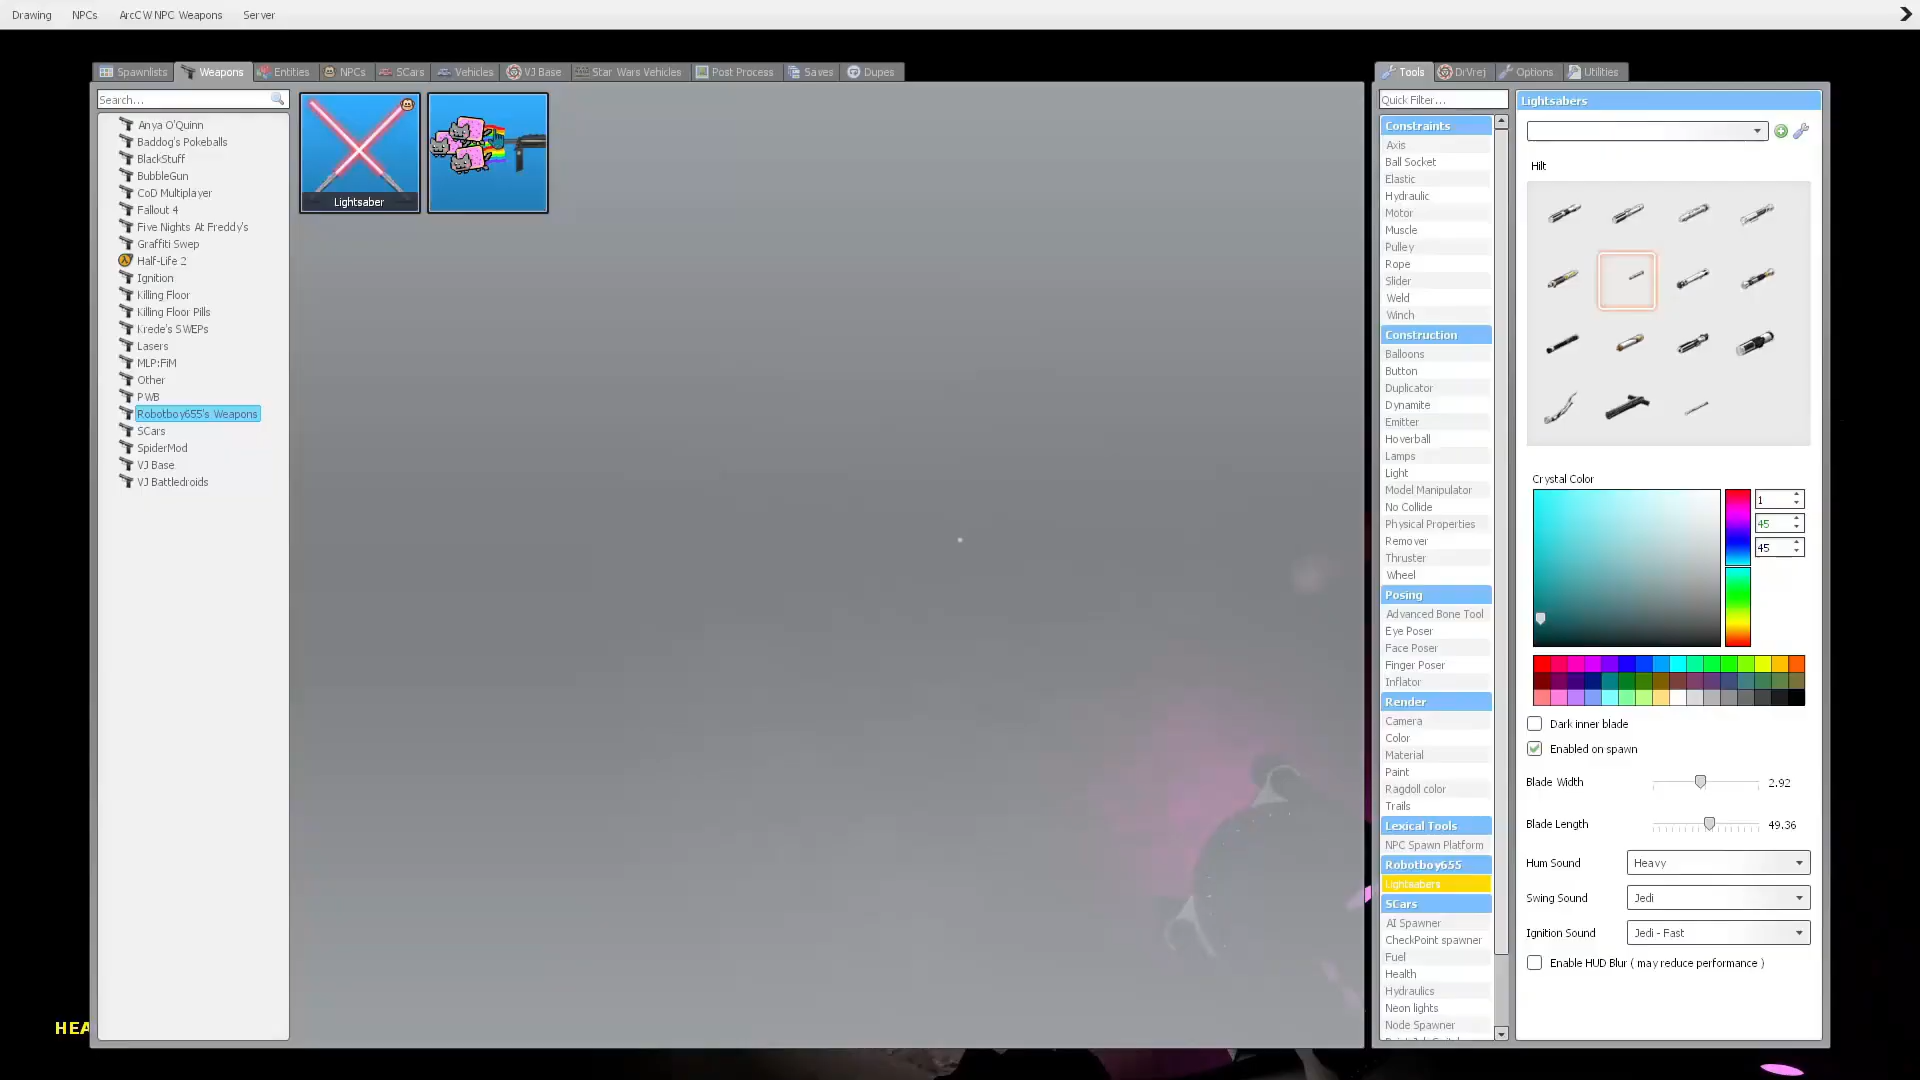 Drawing NPCs ArcCW NPC Weapons Server
Spawnlists Weapons Entities NPCs SCars Vehicles VJ Base Star Wars Vehicles Post Process Saves Dupes
Search...
Anya O'Quinn
Baddog's Pokeballs
BlackStuff
BubbleGun
CoD Multiplayer
Fallout 4
Five Nights At Freddy's
Graffiti Swep
Half-Life 2
Ignition
Killing Floor
Killing Floor Pills
Krede's SWEPs
Lasers
MLP:FiM
Other
PWB
Robotboy655's Weapons
SCars
SpiderMod
VJ Base
VJ Battledroids
Lightsaber
HEA
Tools DrVrej Options Utilities
Quick Filter...
Constraints
Axis
Ball Socket
Elastic
Hydraulic
Motor
Muscle
Pulley
Rope
Slider
Weld
Winch
Construction
Balloons
Button
Duplicator
Dynamite
Emitter
Hoverball
Lamps
Light
Model Manipulator
No Collide
Physical Properties
Remover
Thruster
Wheel
Posing
Advanced Bone Tool
Eye Poser
Face Poser
Finger Poser
Inflator
Render
Camera
Color
Material
Paint
Ragdoll color
Trails
Lexical Tools
NPC Spawn Platform
Robotboy655
Lightsabers
SCars
AI Spawner
CheckPoint spawner
Fuel
Health
Hydraulics
Neon lights
Node Spawner
Lightsabers
Hilt
Crystal Color
1
45
45
Dark inner blade
Enabled on spawn
Blade Width 2.92
Blade Length 49.36
Hum Sound Heavy
Swing Sound Jedi
Ignition Sound Jedi - Fast
Enable HUD Blur ( may reduce performance )